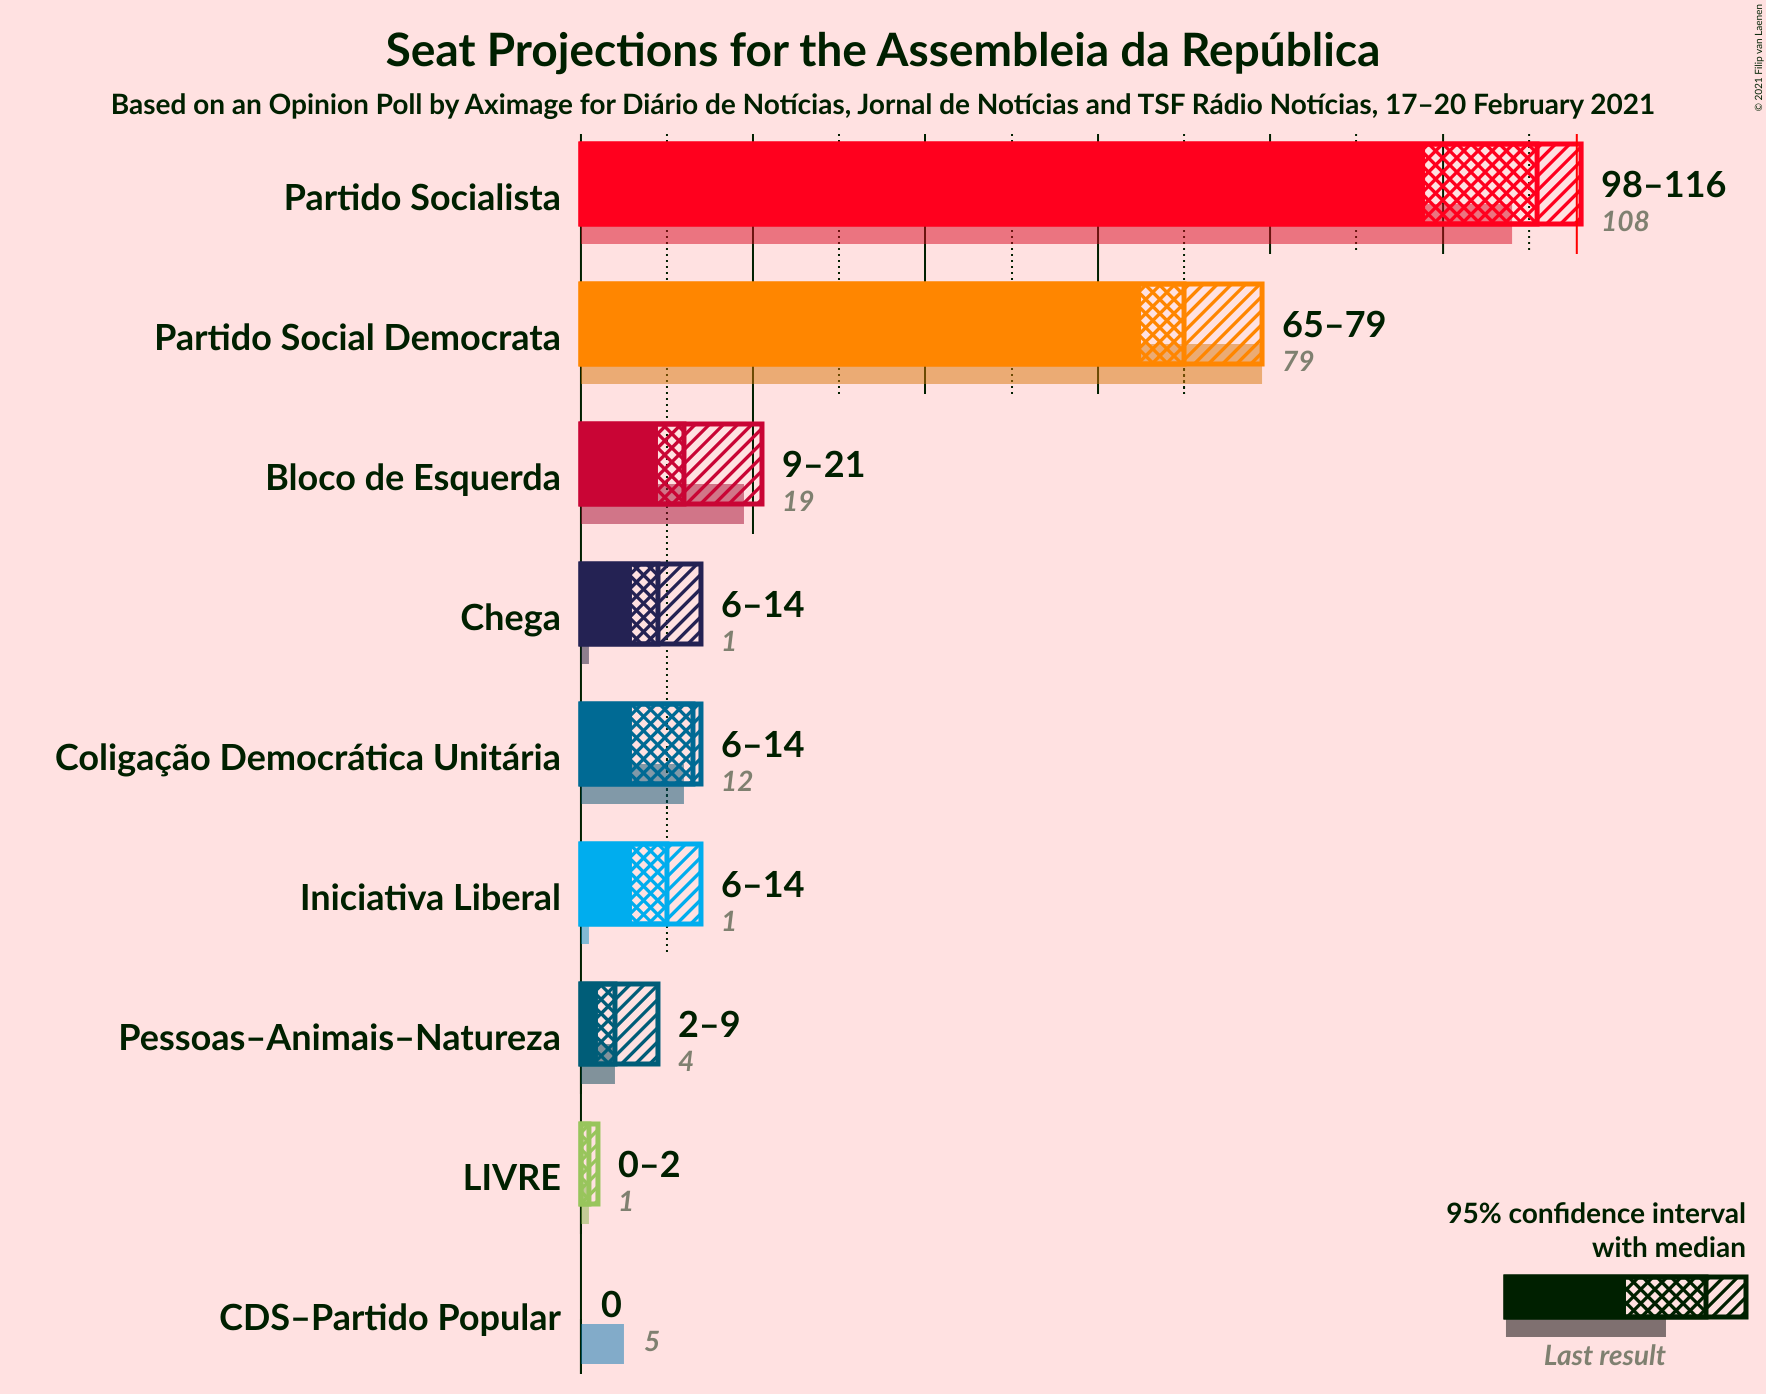 Seat Projections for the Assembleia da República
Based on an Opinion Poll by Aximage for Diário de Notícias, Jornal de Notícias and TSF Rádio Notícias, 17–20 February 2021
© 2021 Filip van Laenen
Partido Socialista
98–116
108
Partido Social Democrata
65–79
79
Bloco de Esquerda
9–21
19
Chega
6–14
1
Coligação Democrática Unitária
6–14
12
Iniciativa Liberal
6–14
1
Pessoas–Animais–Natureza
2–9
4
LIVRE
0–2
1
CDS–Partido Popular
0
5
95% confidence interval
with median
Last result